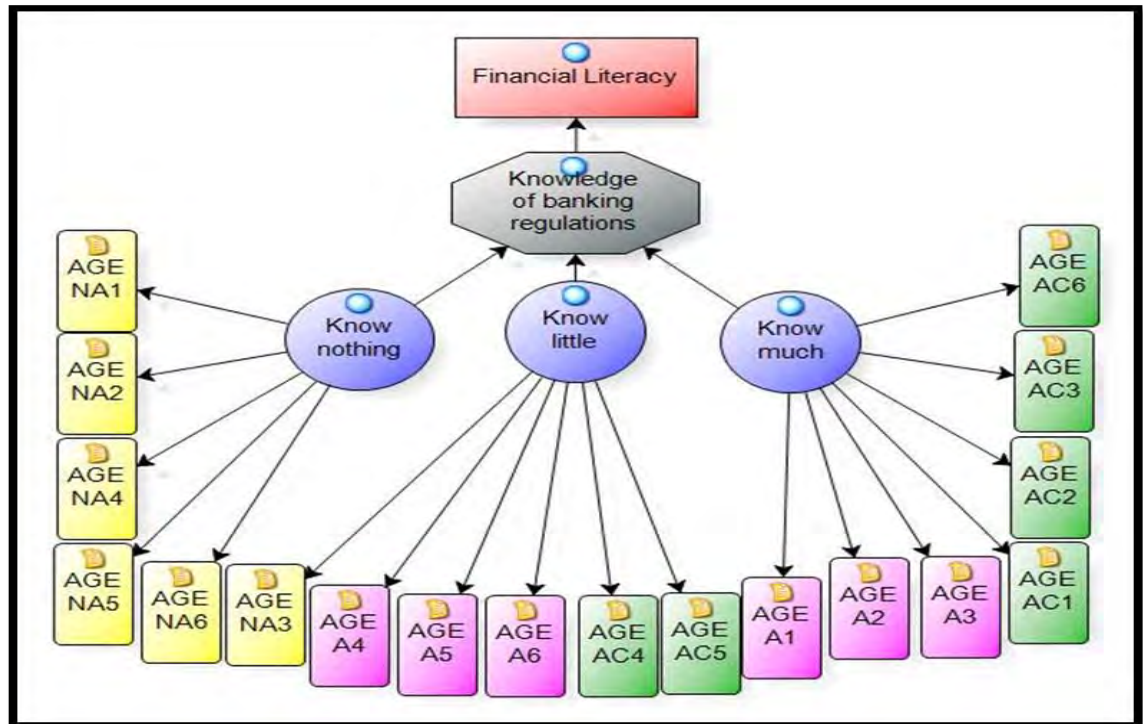 Financial Literacy
Knowledge
of banking
regulations
Know
nothing
Know
little
Know
much
AGE
NA1
AGE
NA2
AGE
NA4
AGE
NA5
AGE
NA6
AGE
NA3
AGE
A4
AGE
A5
AGE
A6
AGE
AC4
AGE
AC5
AGE
A1
AGE
A2
AGE
A3
AGE
AC6
AGE
AC3
AGE
AC2
AGE
AC1